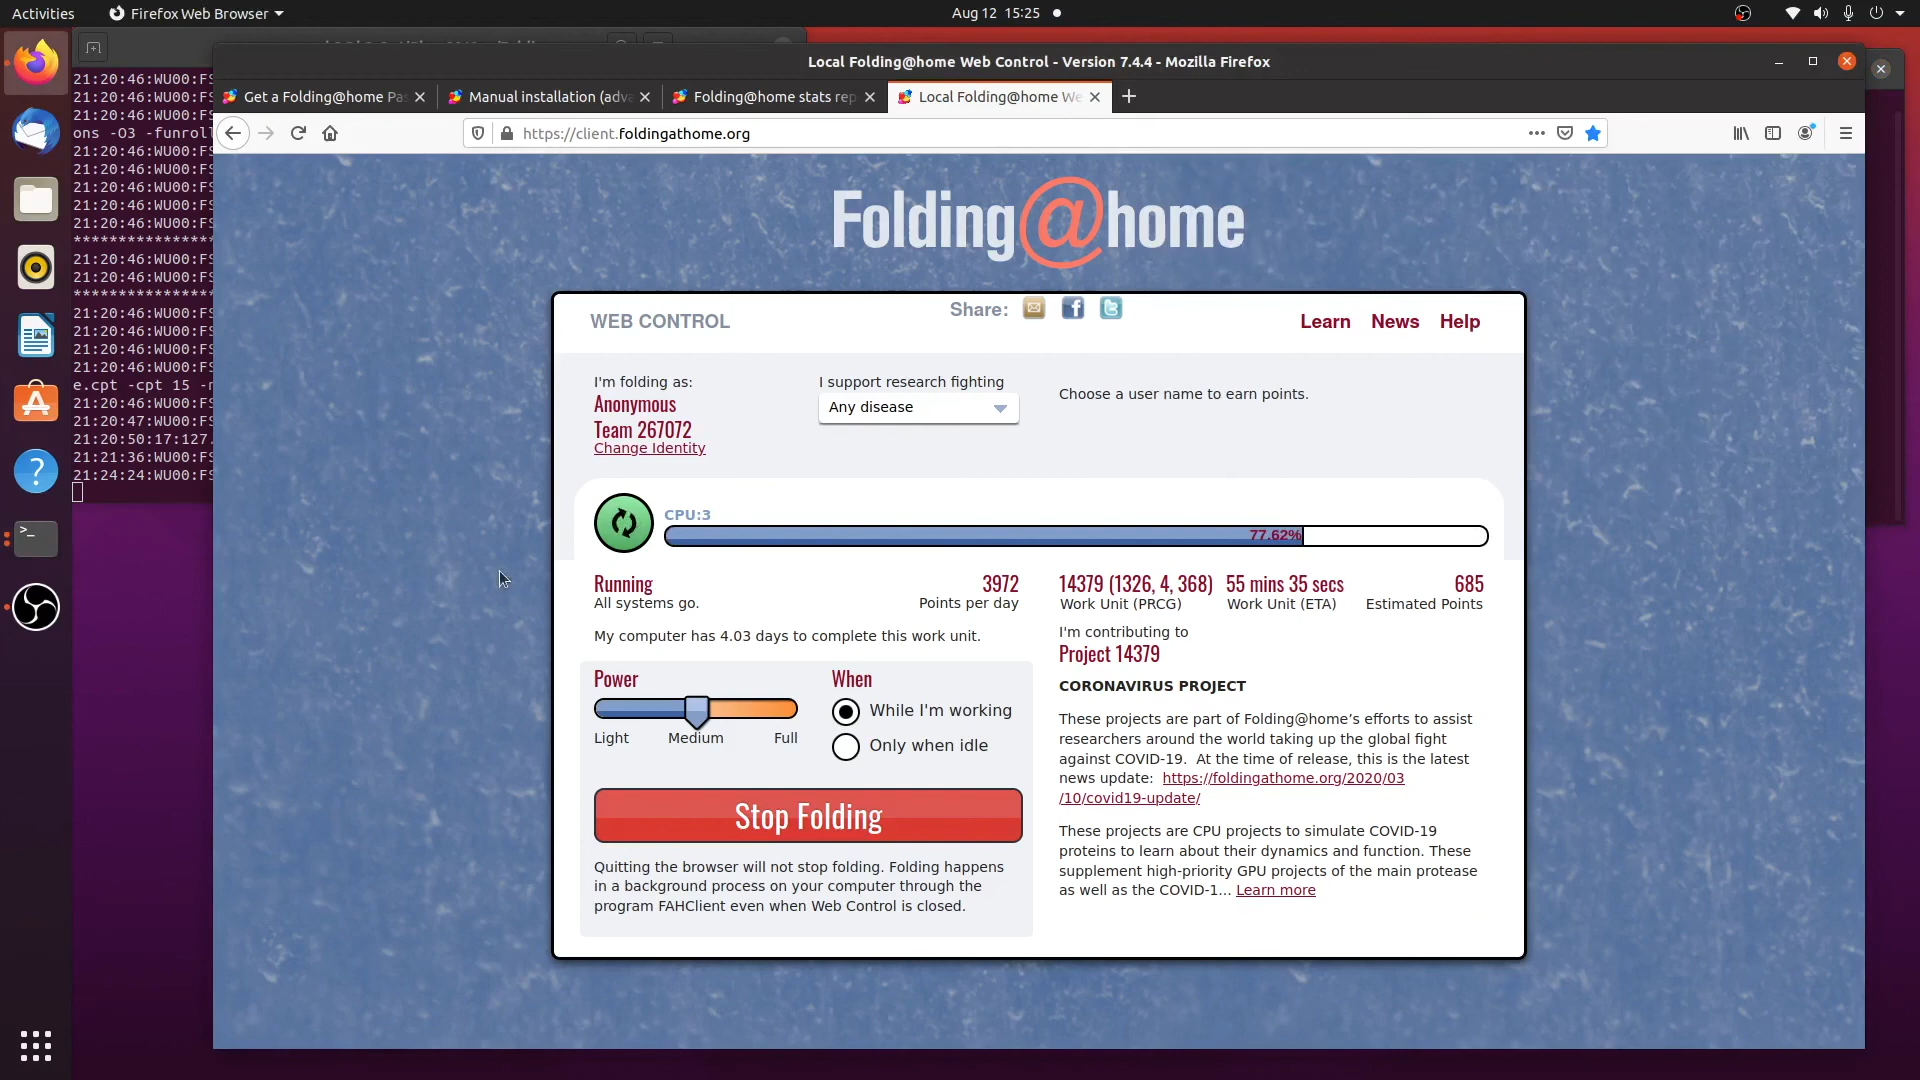 Activities
Firefox Web Browser
Aug 12 15:25
Local Folding@home Web Control - Version 7.4.4 - Mozilla Firefox
Get a Folding@home Pas
Manual installation (adva
Folding@home stats rep
Local Folding@home We
https://client.foldingathome.org
21:20:46:WU00:FS
21:20:46:WU00:FS
21:20:46:WU00:FS
ons -O3 -funroll
21:20:46:WU00:FS
21:20:46:WU00:FS
21:20:46:WU00:FS
21:20:46:WU00:FS
21:20:46:WU00:FS
*****************
21:20:46:WU00:FS
21:20:46:WU00:FS
*****************
21:20:46:WU00:FS
21:20:46:WU00:FS
21:20:46:WU00:FS
21:20:46:WU00:FS
e.cpt -cpt 15 -n
21:20:46:WU00:FS
21:20:47:WU00:FS
21:20:50:17:127.
21:21:36:WU00:FS
21:24:24:WU00:FS
Folding@home
WEB CONTROL
Share:
Learn News Help
I'm folding as:
Anonymous
Team 267072
Change Identity
I support research fighting
Any disease
Choose a user name to earn points.
CPU:3
77.62%
Running
All systems go.
3972
Points per day
My computer has 4.03 days to complete this work unit.
Power
Light Medium Full
When
While I'm working
Only when idle
Stop Folding
Quitting the browser will not stop folding. Folding happens
in a background process on your computer through the
program FAHClient even when Web Control is closed.
14379 (1326, 4, 368)
Work Unit (PRCG)
55 mins 35 secs
Work Unit (ETA)
685
Estimated Points
I'm contributing to
Project 14379
CORONAVIRUS PROJECT
These projects are part of Folding@home’s efforts to assist
researchers around the world taking up the global fight
against COVID-19. At the time of release, this is the latest
news update: https://foldingathome.org/2020/03
/10/covid19-update/
These projects are CPU projects to simulate COVID-19
proteins to learn about their dynamics and function. These
supplement high-priority GPU projects of the main protease
as well as the COVID-1... Learn more